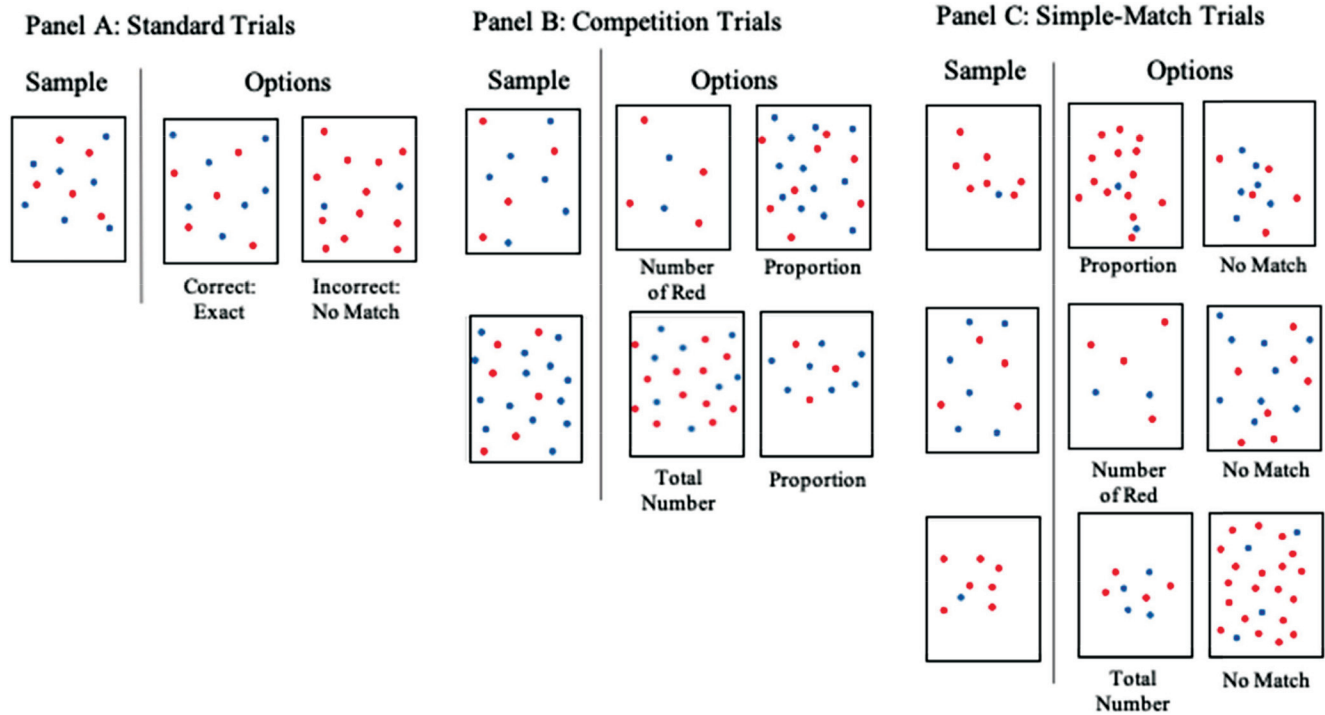 Panel A: Standard Trials
Sample
Options
Correct:
Exact
Incorrect:
No Match
Panel B: Competition Trials
Sample
Options
Number
of Red
Proportion
Total
Number
Proportion
Panel C: Simple-Match Trials
Sample
Options
Proportion
No Match
Number
of Red
No Match
Total
Number
No Match